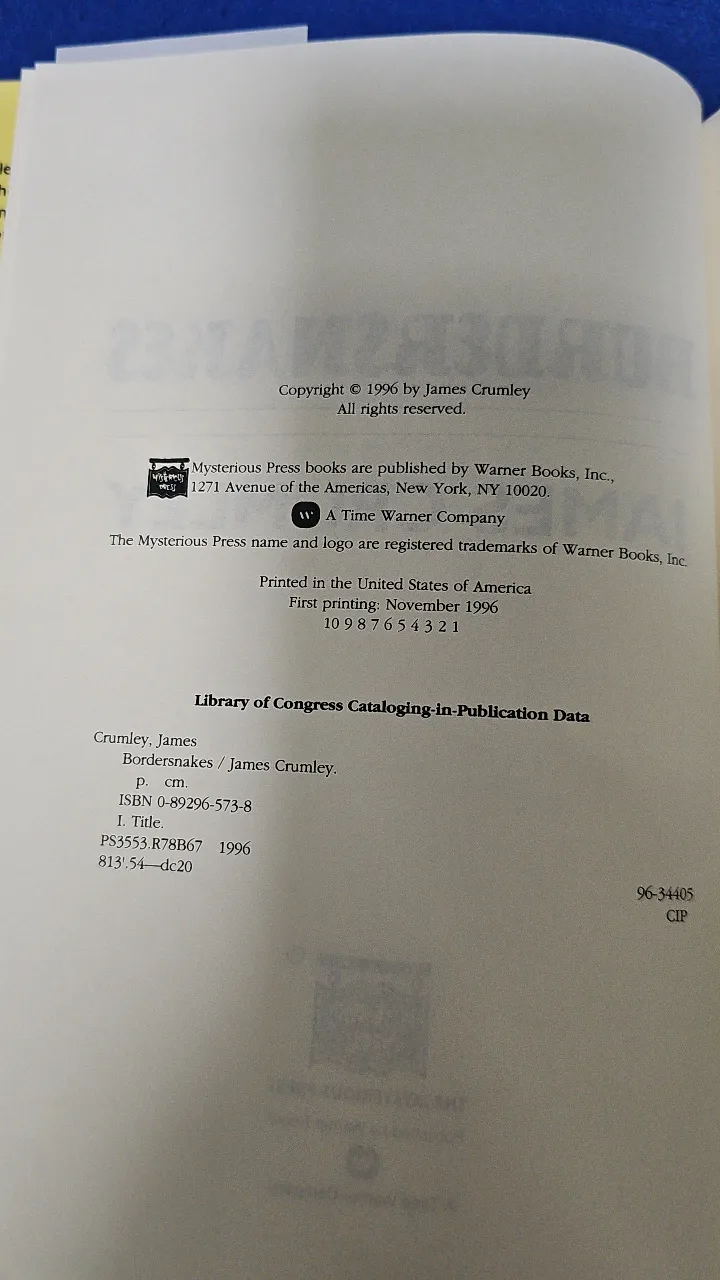 Copyright © 1996 by James Crumley
All rights reserved.
MYSTERIOUS PRESS
Mysterious Press books are published by Warner Books, Inc.,
1271 Avenue of the Americas, New York, NY 10020.
W A Time Warner Company
The Mysterious Press name and logo are registered trademarks of Warner Books, Inc.
Printed in the United States of America
First printing: November 1996
10 9 8 7 6 5 4 3 2 1
Library of Congress Cataloging-in-Publication Data
Crumley, James
Bordersnakes / James Crumley.
p. cm.
ISBN 0-89296-573-8
I. Title.
PS3553.R78B67 1996
813'.54—dc20
96-34405
CIP